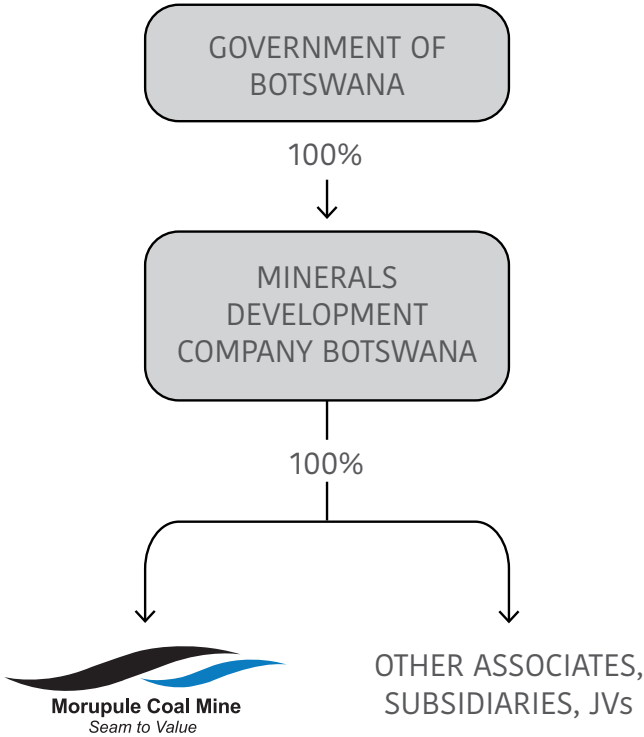 GOVERNMENT OF
BOTSWANA
100%
MINERALS
DEVELOPMENT
COMPANY BOTSWANA
100%
Morupule Coal Mine
Seam to Value
OTHER ASSOCIATES,
SUBSIDIARIES, JVs